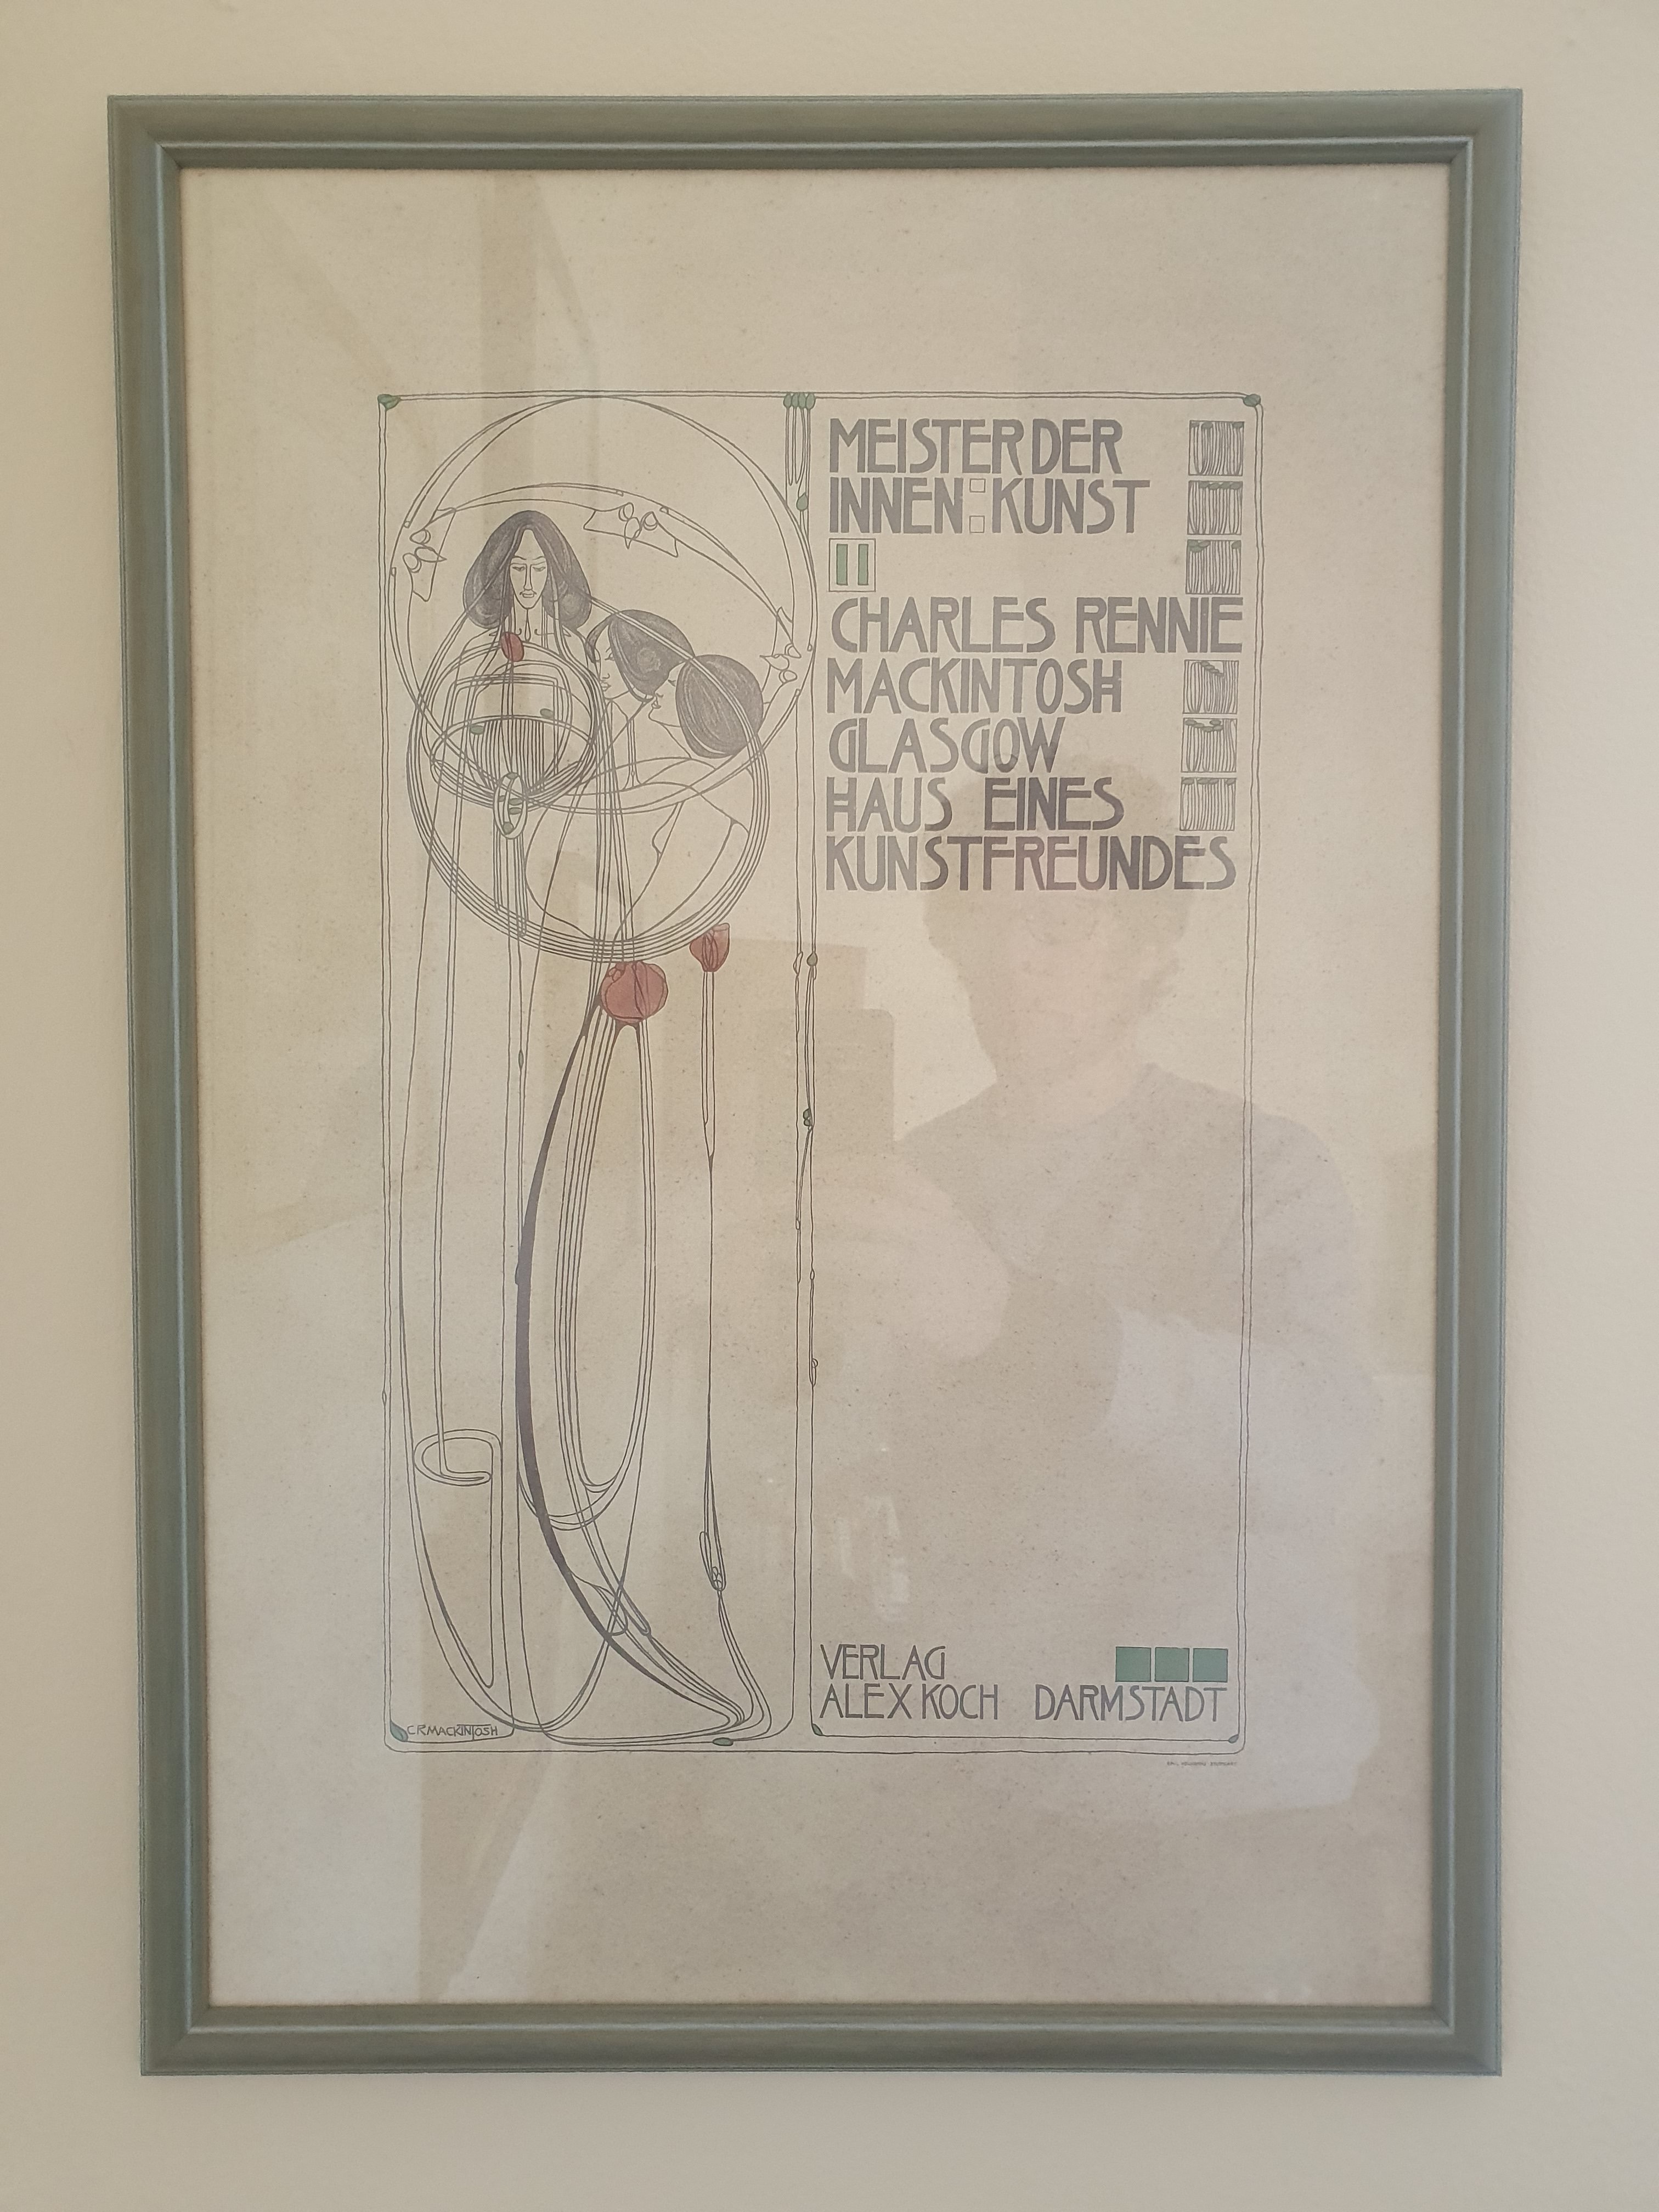 MEISTER DER
INNEN:KUNST
II
CHARLES RENNIE
MACKINTOSH
GLASGOW
HAUS EINES
KUNSTFREUNDES
VERLAG
ALEX KOCH DARMSTADT
C.R.MACKINTOSH